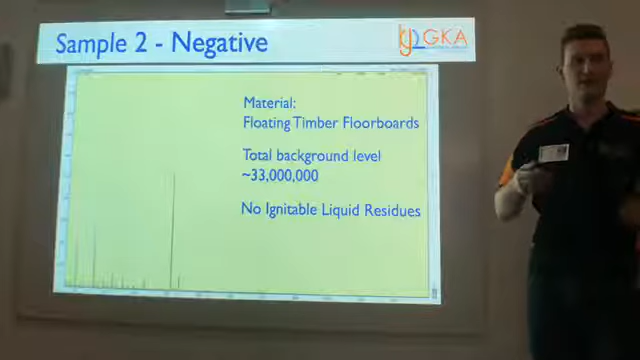 Sample 2 - Negative
GKA
Material:
Floating Timber Floorboards
Total background level
~33,000,000
No Ignitable Liquid Residues